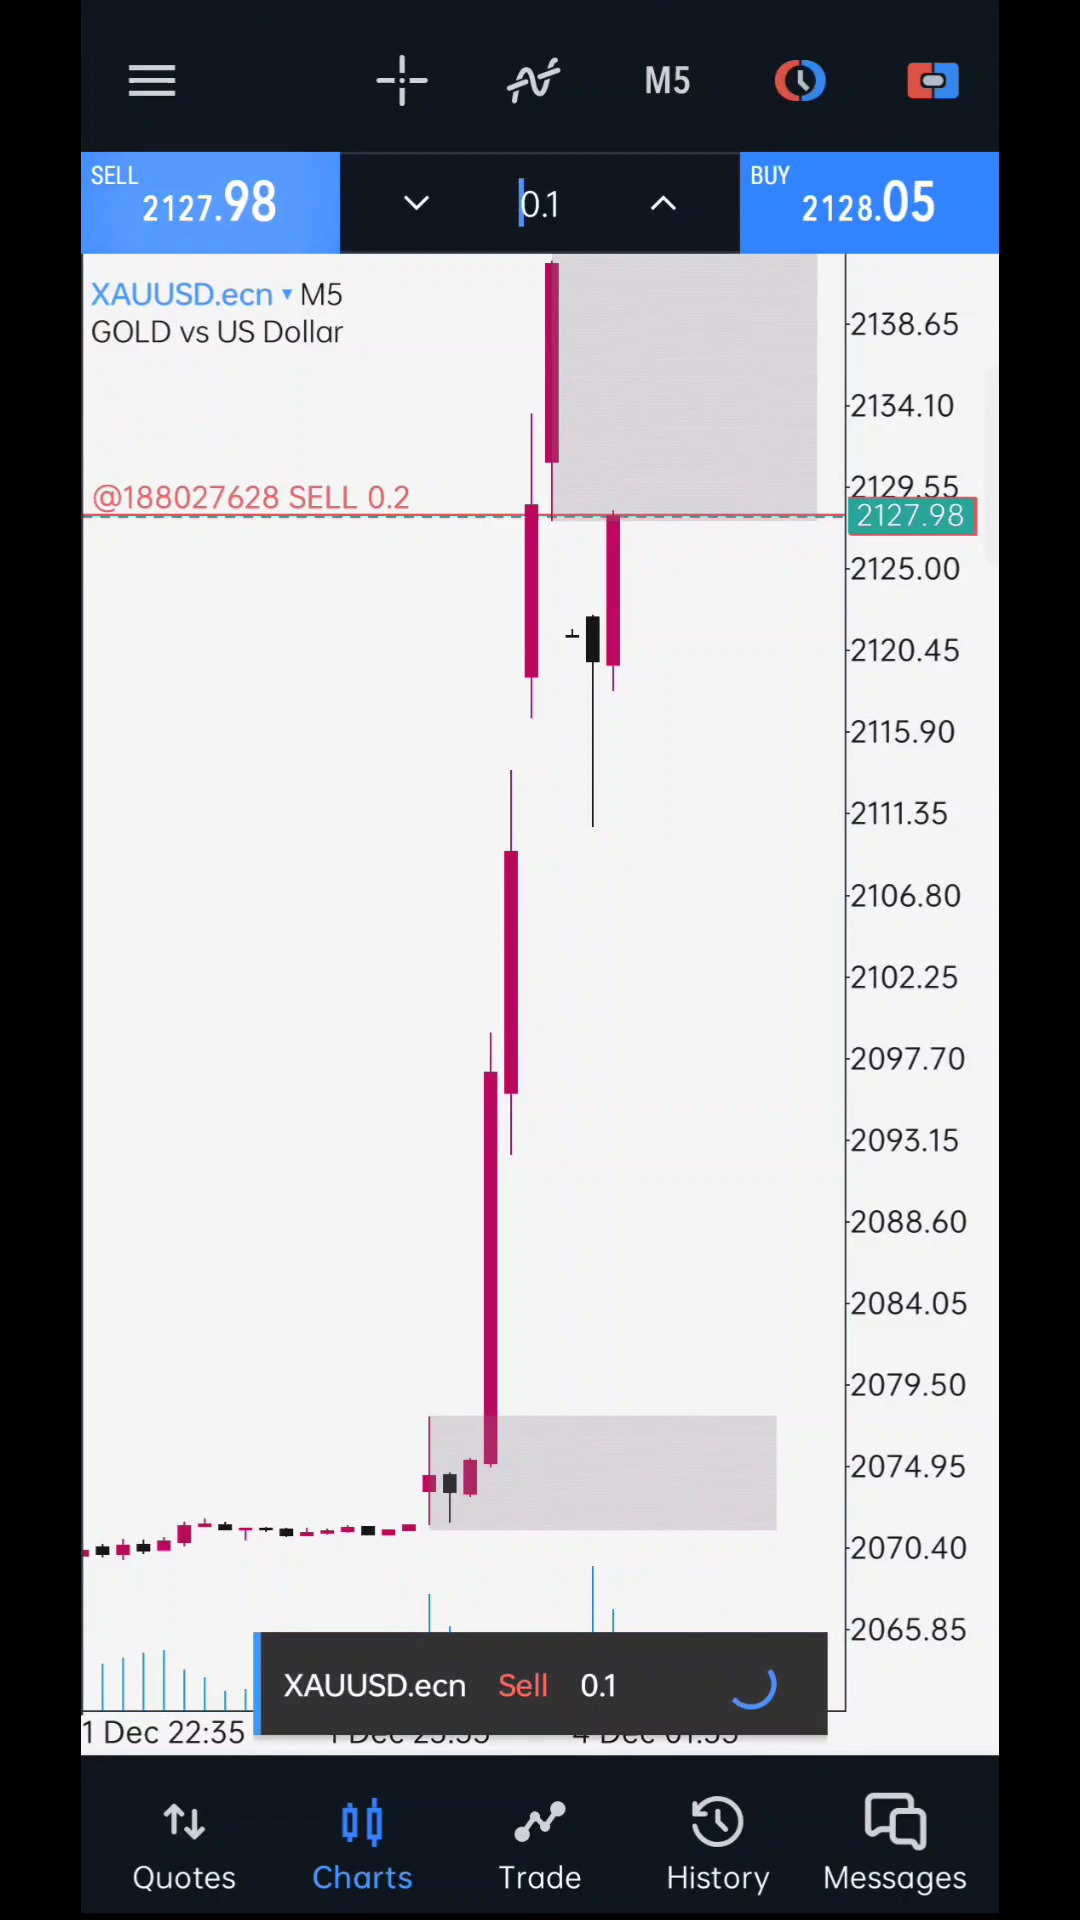 M5
SELL
2127.98
0.1
BUY
2128.05
XAUUSD.ecn ▾ M5
GOLD vs US Dollar
2138.65
2134.10
@188027628 SELL 0.2
2129.55
2127.98
2125.00
2120.45
2115.90
2111.35
2106.80
2102.25
2097.70
2093.15
2088.60
2084.05
2079.50
2074.95
2070.40
2065.85
XAUUSD.ecn Sell 0.1
1 Dec 22:35
Quotes
Charts
Trade
History
Messages